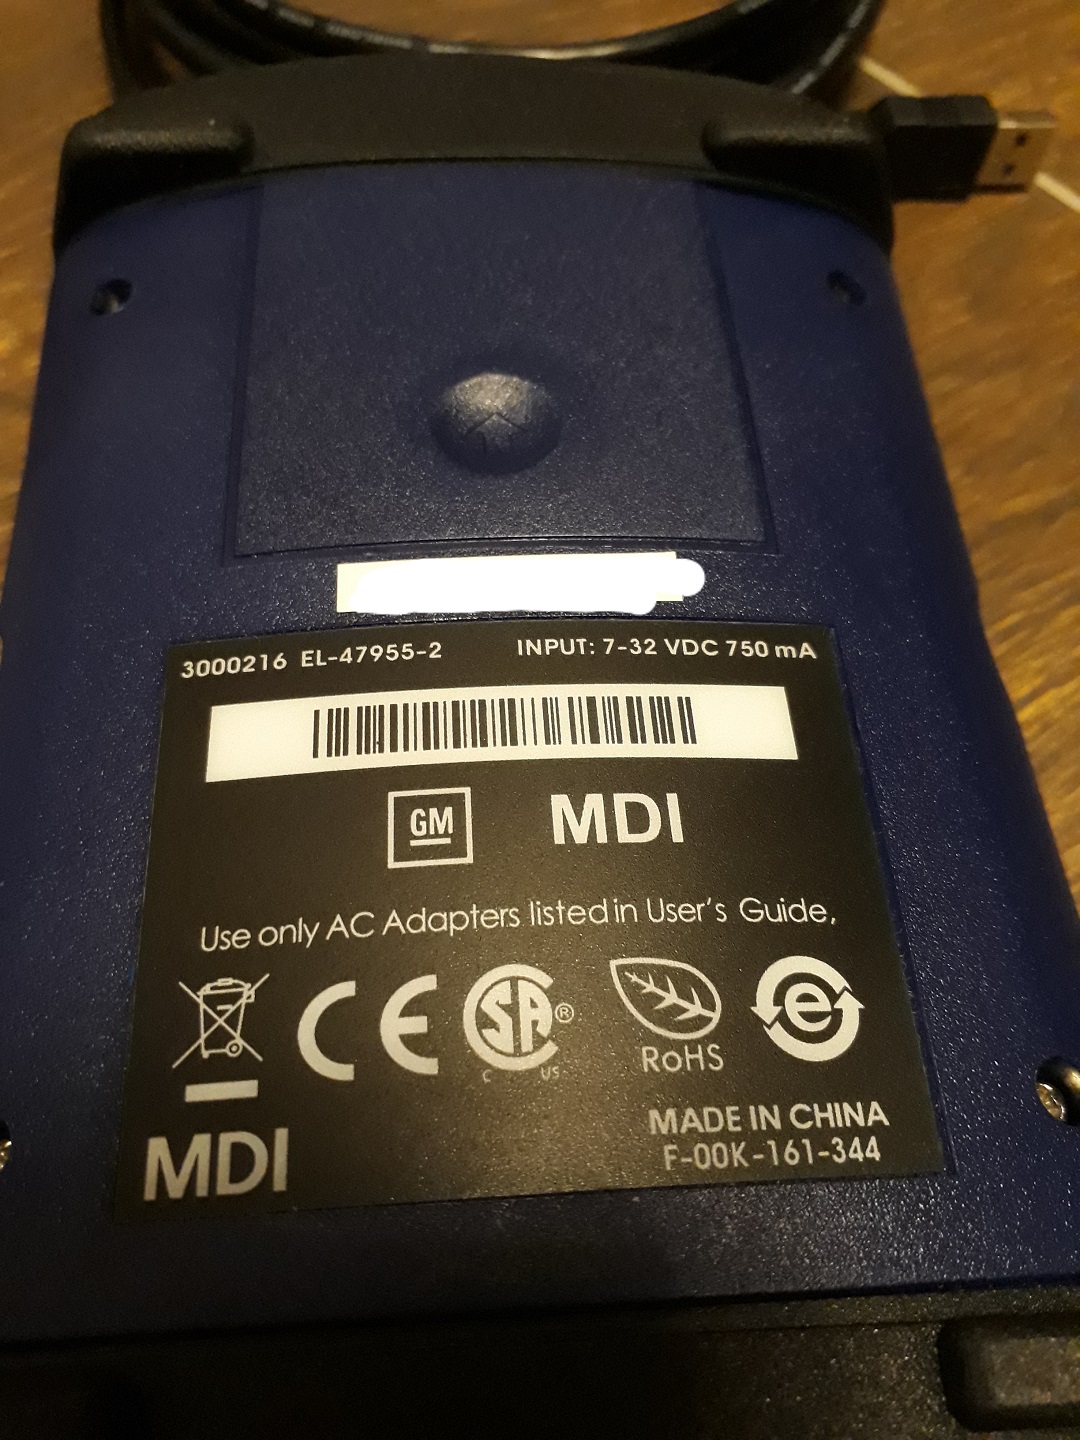 3000216 EL-47955-2 INPUT: 7-32 VDC 750 mA
GM MDI
Use only AC Adapters listed in User's Guide,
CE SA® e
C US
RoHS
MADE IN CHINA
F-00K-161-344
MDI